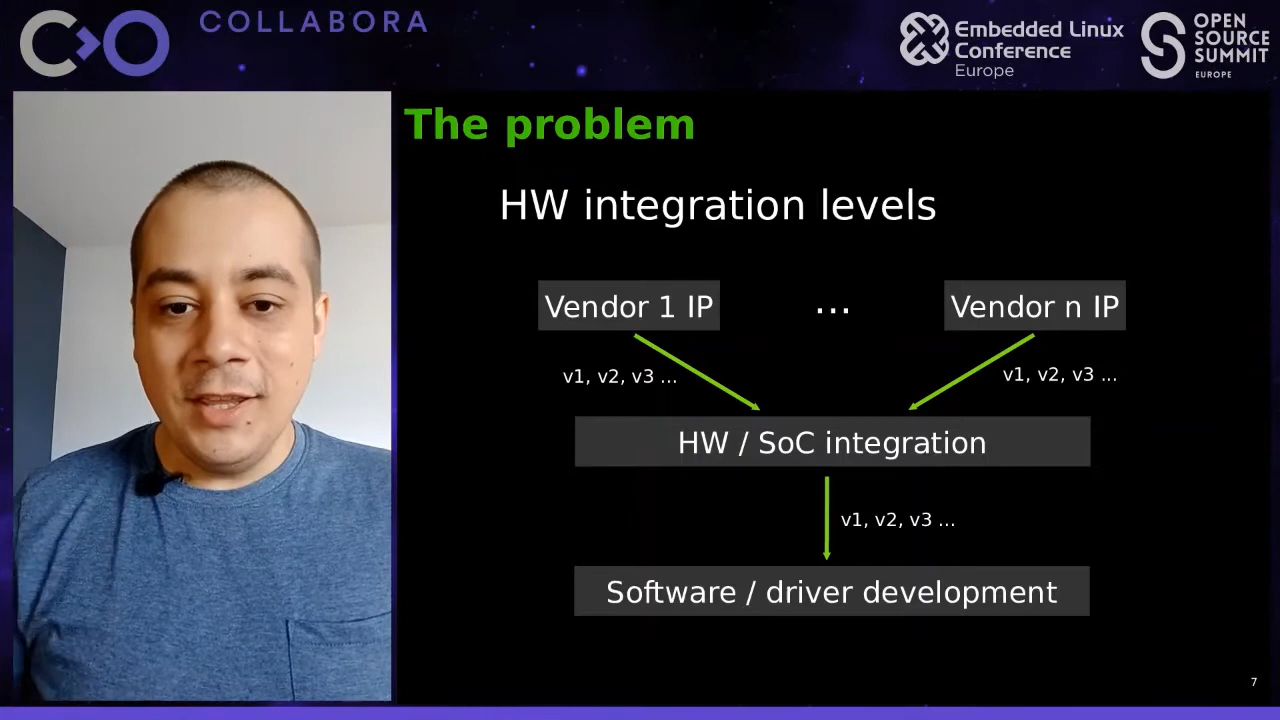 COLLABORA
Embedded Linux
Conference
Europe
OPEN
SOURCE
SUMMIT
EUROPE
The problem
HW integration levels
Vendor 1 IP
...
Vendor n IP
v1, v2, v3 ...
v1, v2, v3 ...
HW / SoC integration
v1, v2, v3 ...
Software / driver development
7